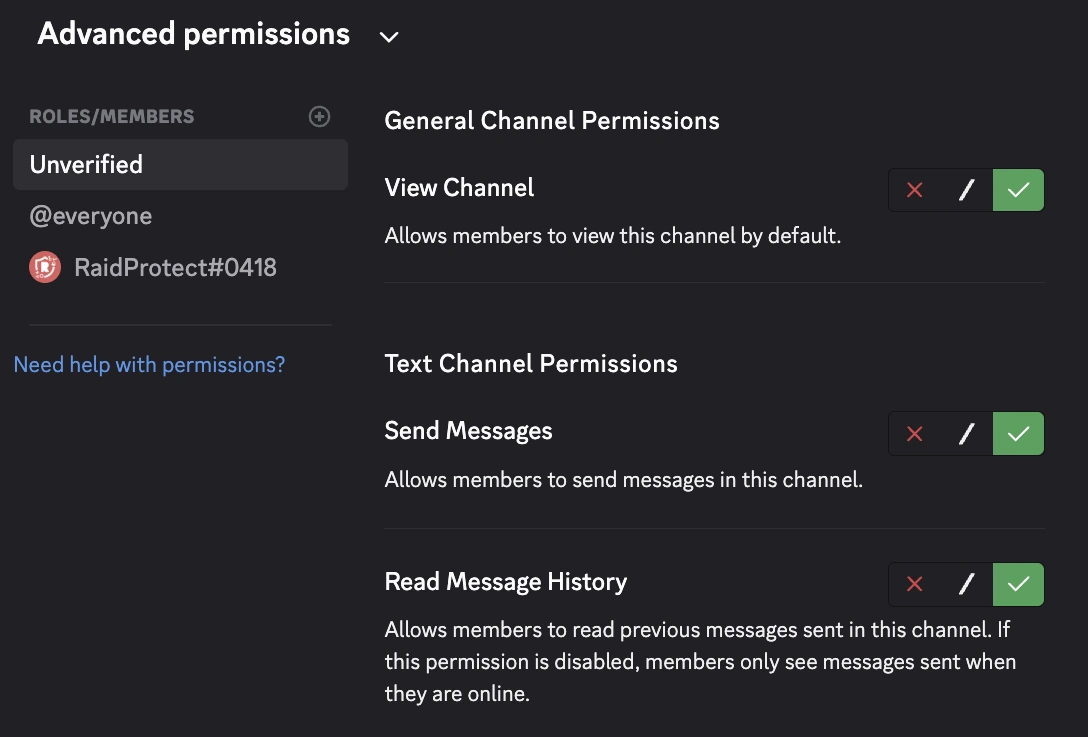 Advanced permissions
ROLES/MEMBERS
Unverified
@everyone
RaidProtect#0418
Need help with permissions?
General Channel Permissions
View Channel
Allows members to view this channel by default.
Text Channel Permissions
Send Messages
Allows members to send messages in this channel.
Read Message History
Allows members to read previous messages sent in this channel. If
this permission is disabled, members only see messages sent when
they are online.